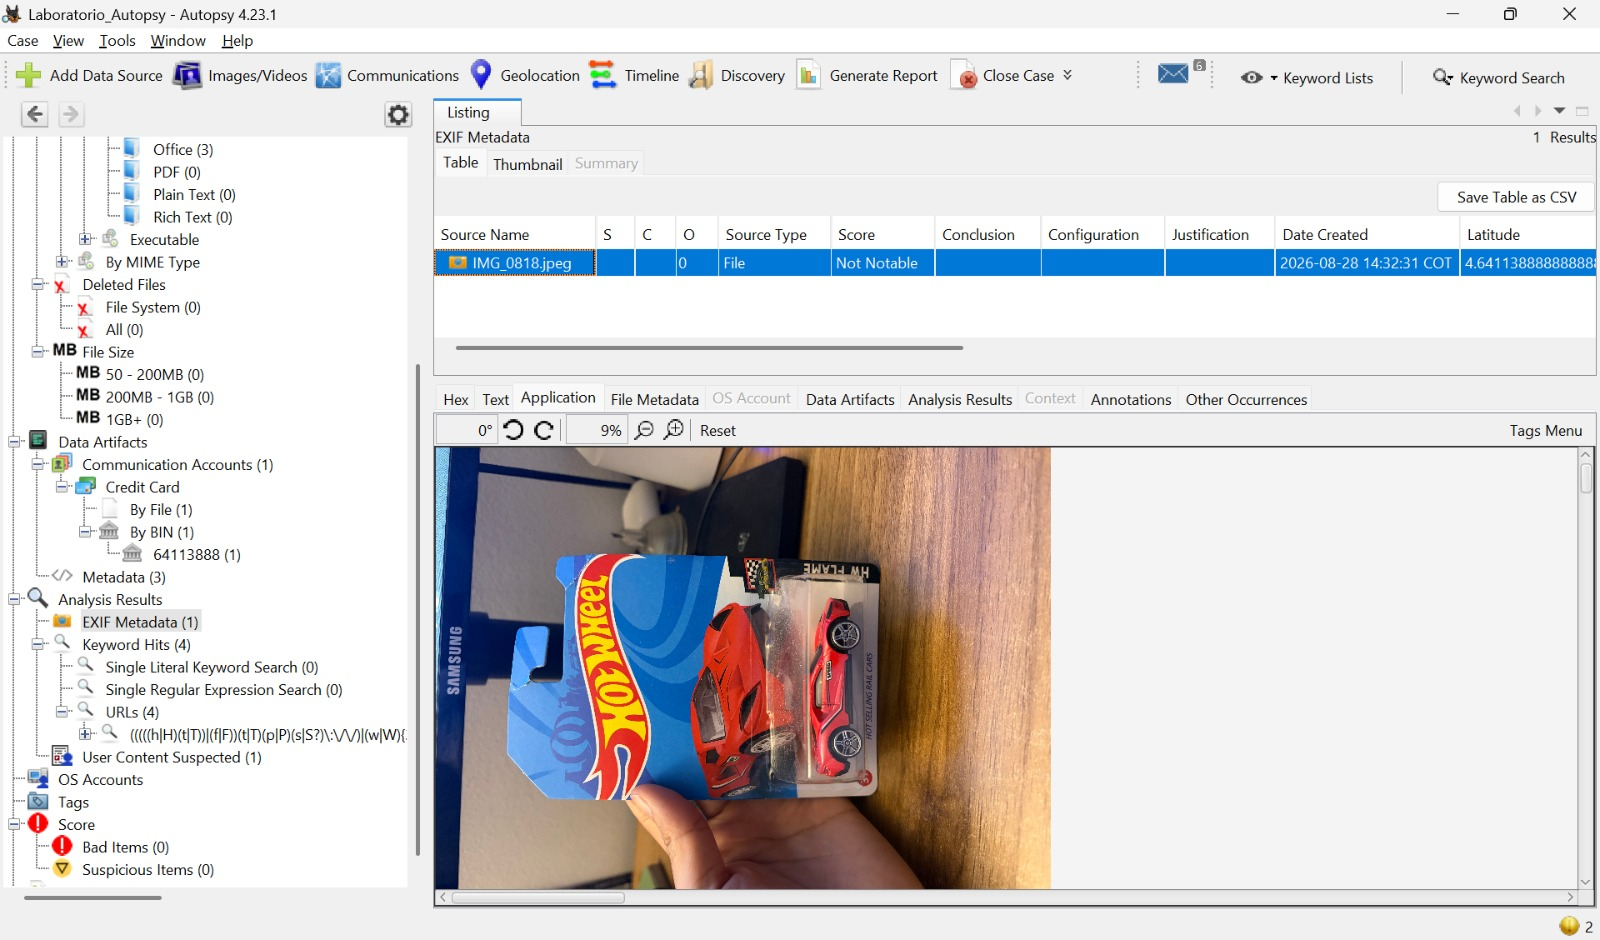 Laboratorio_Autopsy - Autopsy 4.23.1
Case View Tools Window Help
Add Data Source Images/Videos Communications Geolocation Timeline Discovery Generate Report Close Case 6 Keyword Lists Keyword Search
Office (3)
PDF (0)
Plain Text (0)
Rich Text (0)
Executable
By MIME Type
Deleted Files
File System (0)
All (0)
MB File Size
MB 50 - 200MB (0)
MB 200MB - 1GB (0)
MB 1GB+ (0)
Data Artifacts
Communication Accounts (1)
Credit Card
By File (1)
By BIN (1)
64113888 (1)
Metadata (3)
Analysis Results
EXIF Metadata (1)
Keyword Hits (4)
Single Literal Keyword Search (0)
Single Regular Expression Search (0)
URLs (4)
(((((h|H)(t|T))|(f|F))(t|T)(p|P)(s|S?)\:\/\/)|(w|W){
User Content Suspected (1)
OS Accounts
Tags
Score
Bad Items (0)
Suspicious Items (0)
Listing
EXIF Metadata
1 Results
Table Thumbnail Summary
Save Table as CSV
Source Name S C O Source Type Score Conclusion Configuration Justification Date Created Latitude
IMG_0818.jpeg 0 File Not Notable 2026-08-28 14:32:31 COT 4.641138888888888
Hex Text Application File Metadata OS Account Data Artifacts Analysis Results Context Annotations Other Occurrences
0° 9% Reset Tags Menu
SAMSUNG
HOT WHEEL
HW FLAME
HOT SELLING RAIL CARS
2